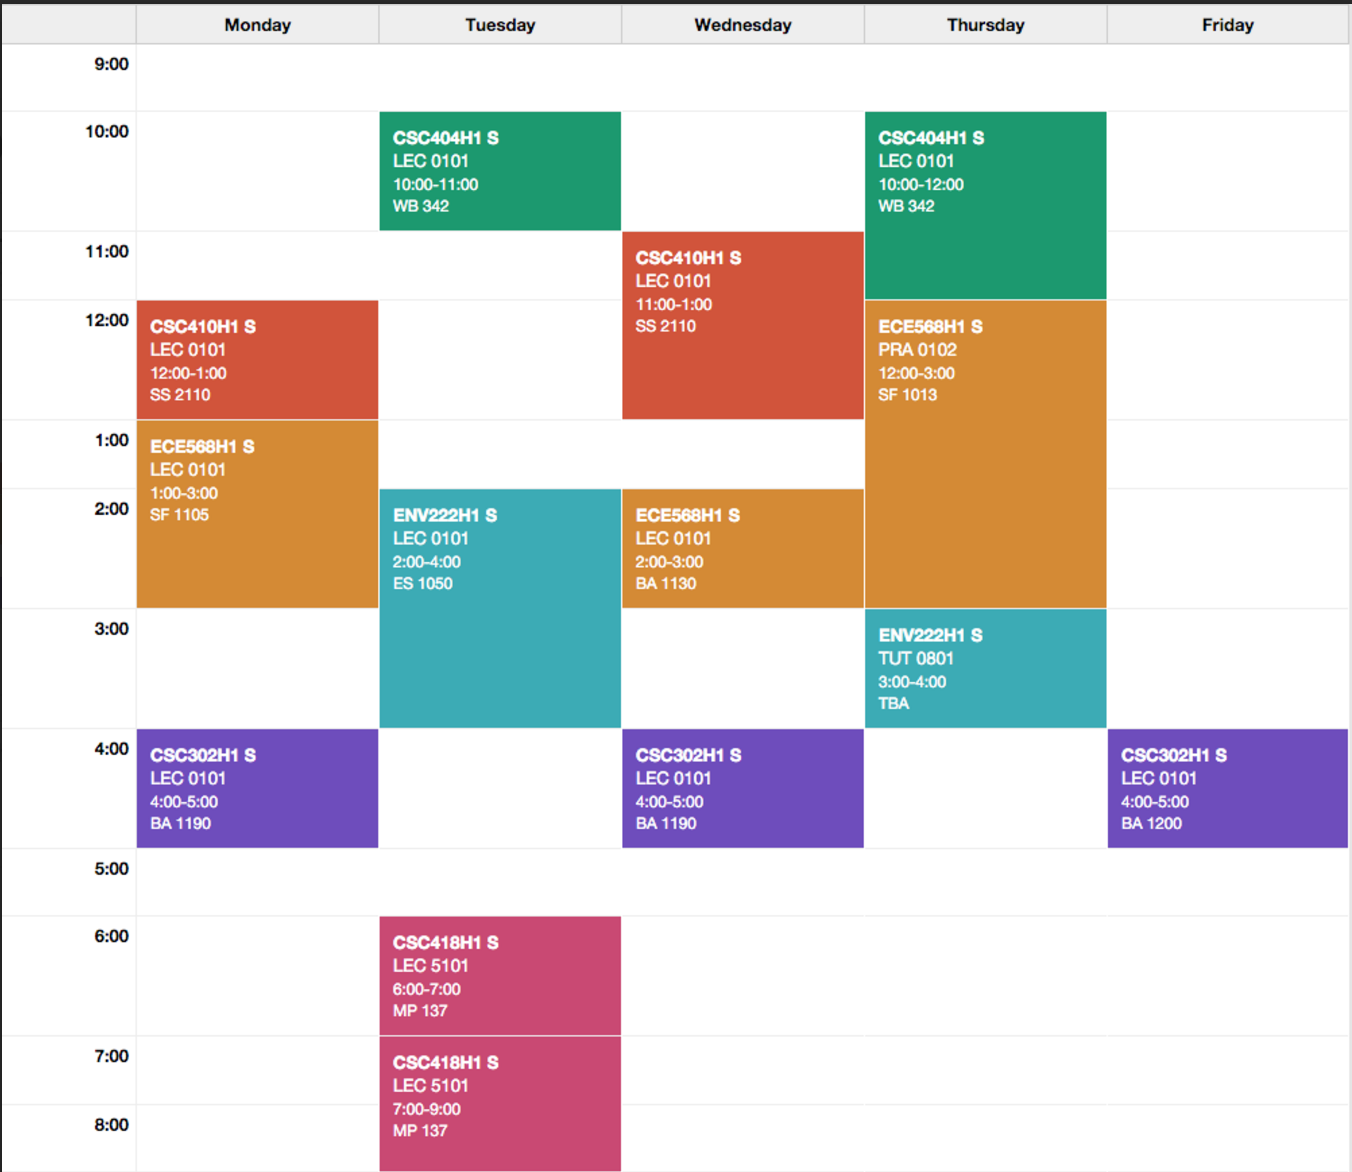 Monday Tuesday Wednesday Thursday Friday
9:00
10:00
CSC404H1 S
LEC 0101
10:00-11:00
WB 342
CSC404H1 S
LEC 0101
10:00-12:00
WB 342
11:00
CSC410H1 S
LEC 0101
11:00-1:00
SS 2110
12:00
CSC410H1 S
LEC 0101
12:00-1:00
SS 2110
ECE568H1 S
PRA 0102
12:00-3:00
SF 1013
1:00
ECE568H1 S
LEC 0101
1:00-3:00
SF 1105
2:00
ENV222H1 S
LEC 0101
2:00-4:00
ES 1050
ECE568H1 S
LEC 0101
2:00-3:00
BA 1130
3:00
ENV222H1 S
TUT 0801
3:00-4:00
TBA
4:00
CSC302H1 S
LEC 0101
4:00-5:00
BA 1190
CSC302H1 S
LEC 0101
4:00-5:00
BA 1190
CSC302H1 S
LEC 0101
4:00-5:00
BA 1200
5:00
6:00
CSC418H1 S
LEC 5101
6:00-7:00
MP 137
7:00
CSC418H1 S
LEC 5101
7:00-9:00
MP 137
8:00